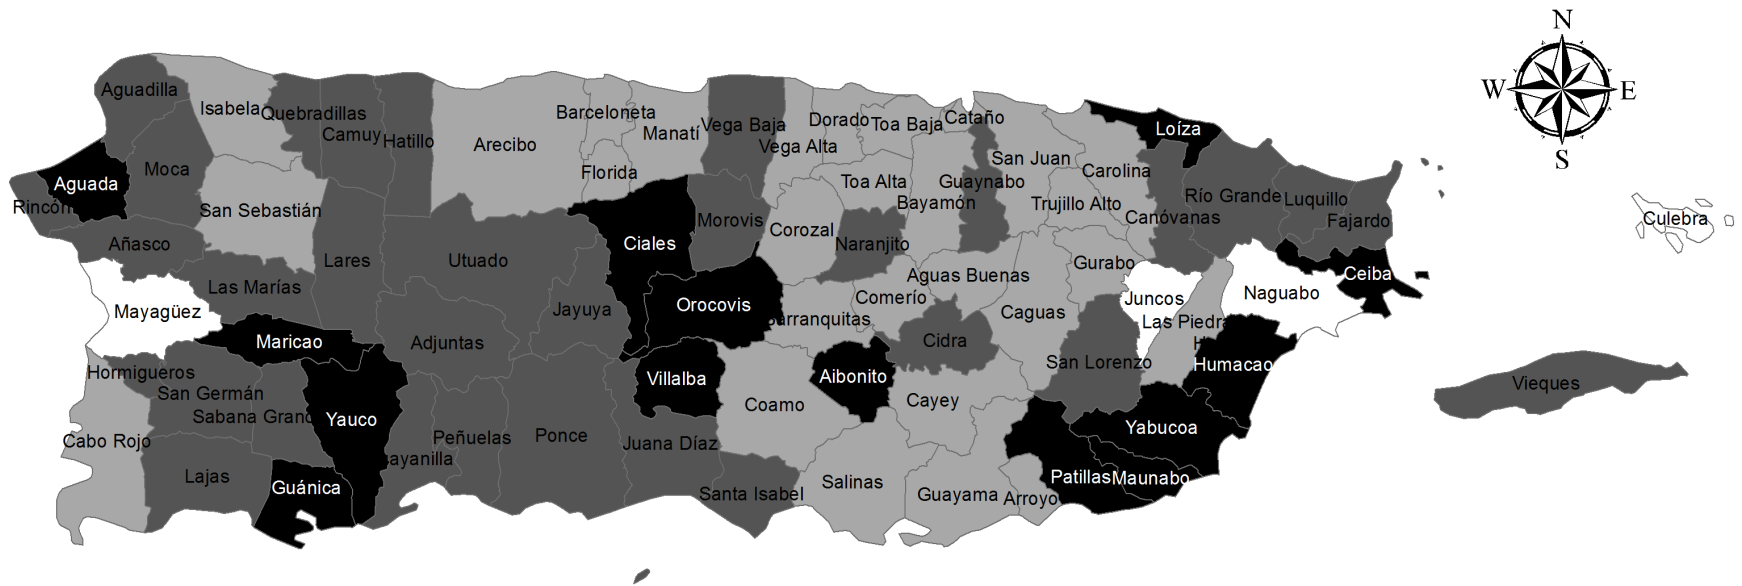 N
W
E
S
Aguadilla
Isabela
Quebradillas
Camuy
Hatillo
Arecibo
Barceloneta
Manatí
Vega Baja
Vega Alta
Dorado
Toa Baja
Cataño
San Juan
Loíza
Carolina
Moca
Aguada
Rincón
Añasco
San Sebastián
Florida
Toa Alta
Bayamón
Guaynabo
Trujillo Alto
Canóvanas
Río Grande
Luquillo
Fajardo
Culebra
Ciales
Morovis
Corozal
Naranjito
Lares
Utuado
Las Marías
Jayuya
Orocovis
Aguas Buenas
Comerío
Gurabo
Juncos
Naguabo
Ceiba
Mayagüez
Maricao
Adjuntas
arranquitas
Caguas
Las Piedra
Cidra
San Lorenzo
H
Humacao
Hormigueros
San Germán
Sabana Grand
Yauco
Villalba
Aibonito
Coamo
Cayey
Vieques
Cabo Rojo
ayanilla
Peñuelas
Ponce
Juana Díaz
Yabucoa
Lajas
Guánica
Santa Isabel
Salinas
Guayama
Arroyo
Patillas
Maunabo